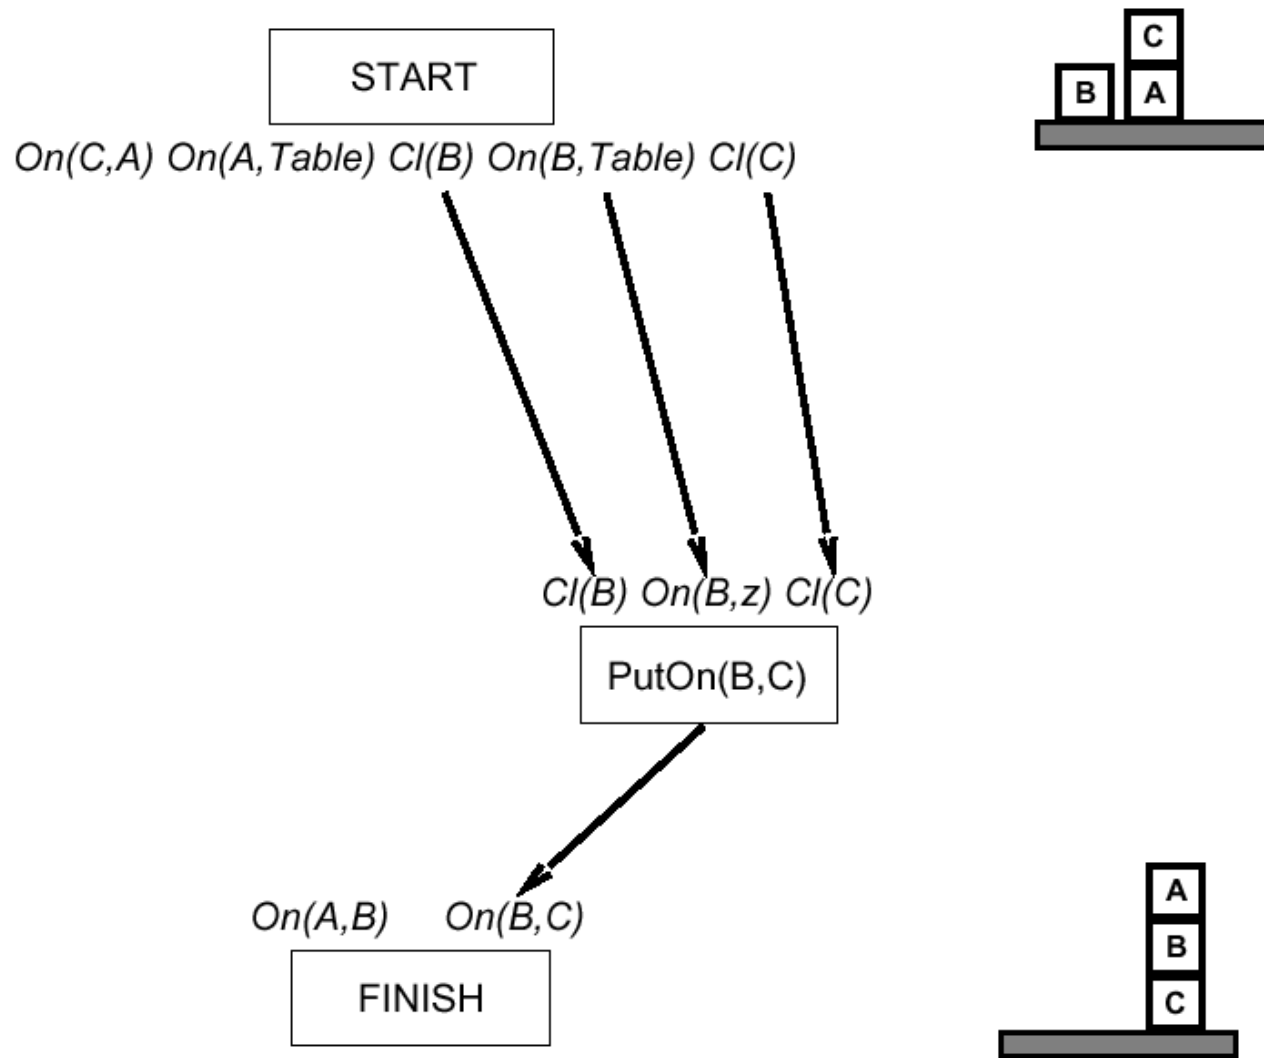 START
C
B A
On(C,A) On(A,Table) Cl(B) On(B,Table) Cl(C)
Cl(B) On(B,z) Cl(C)
PutOn(B,C)
On(A,B) On(B,C)
FINISH
A
B
C